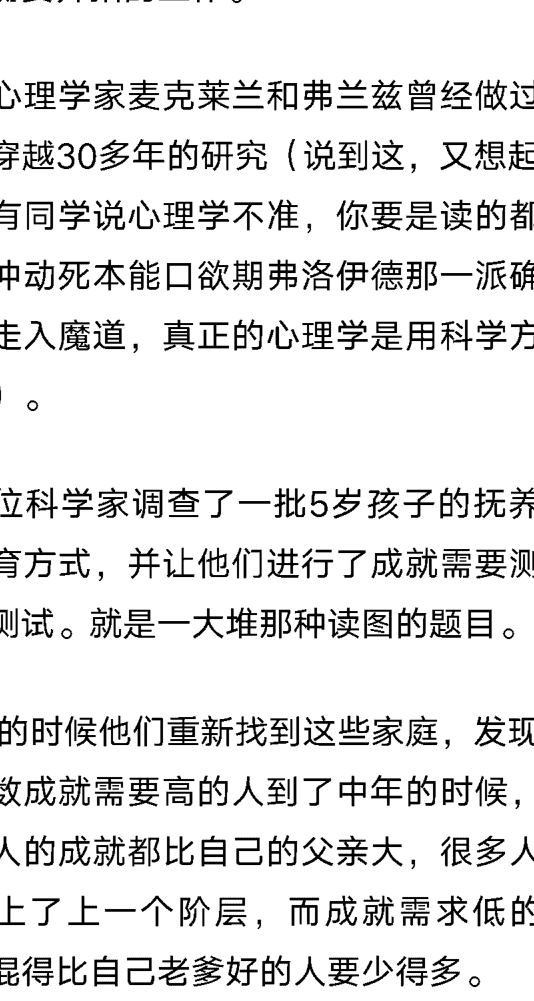 心理学家麦克莱兰和弗兰兹曾经做过
穿越30多年的研究（说到这，又想起
有同学说心理学不准，你要是读的都
冲动死本能口欲期弗洛伊德那一派确
走入魔道，真正的心理学是用科学方
）。
位科学家调查了一批5岁孩子的抚养
育方式，并让他们进行了成就需要测
测试。就是一大堆那种读图的题目。
的时候他们重新找到这些家庭，发现
数成就需要高的人到了中年的时候，
人的成就都比自己的父亲大，很多人
上了上一个阶层，而成就需求低的
混得比自己老爹好的人要少得多。